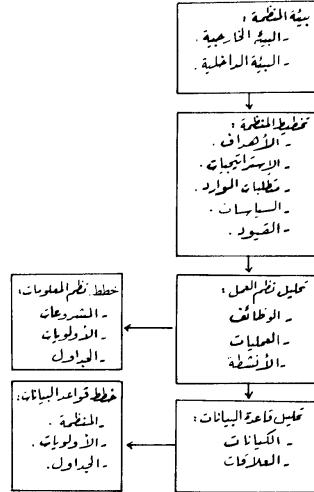 بيئة المنظمة :
- البيئة الخارجية .
- البيئة الداخلية .
تخطيط المنظمة :
- الأهداف .
- الاستراتيجيات
- متطلبات الموارد .
- السياسات .
- القيود .
تحليل نظم العمل :
- الوظائف
- العمليات
- الأنشطة
خطط نظم المعلومات :
- المشروعات
- الأولويات
- الجداول
تحليل قاعدة البيانات :
- الكيانات
- العلاقات
خطط قواعد البيانات :
- المنظمة .
- الأولويات .
- الجداول .